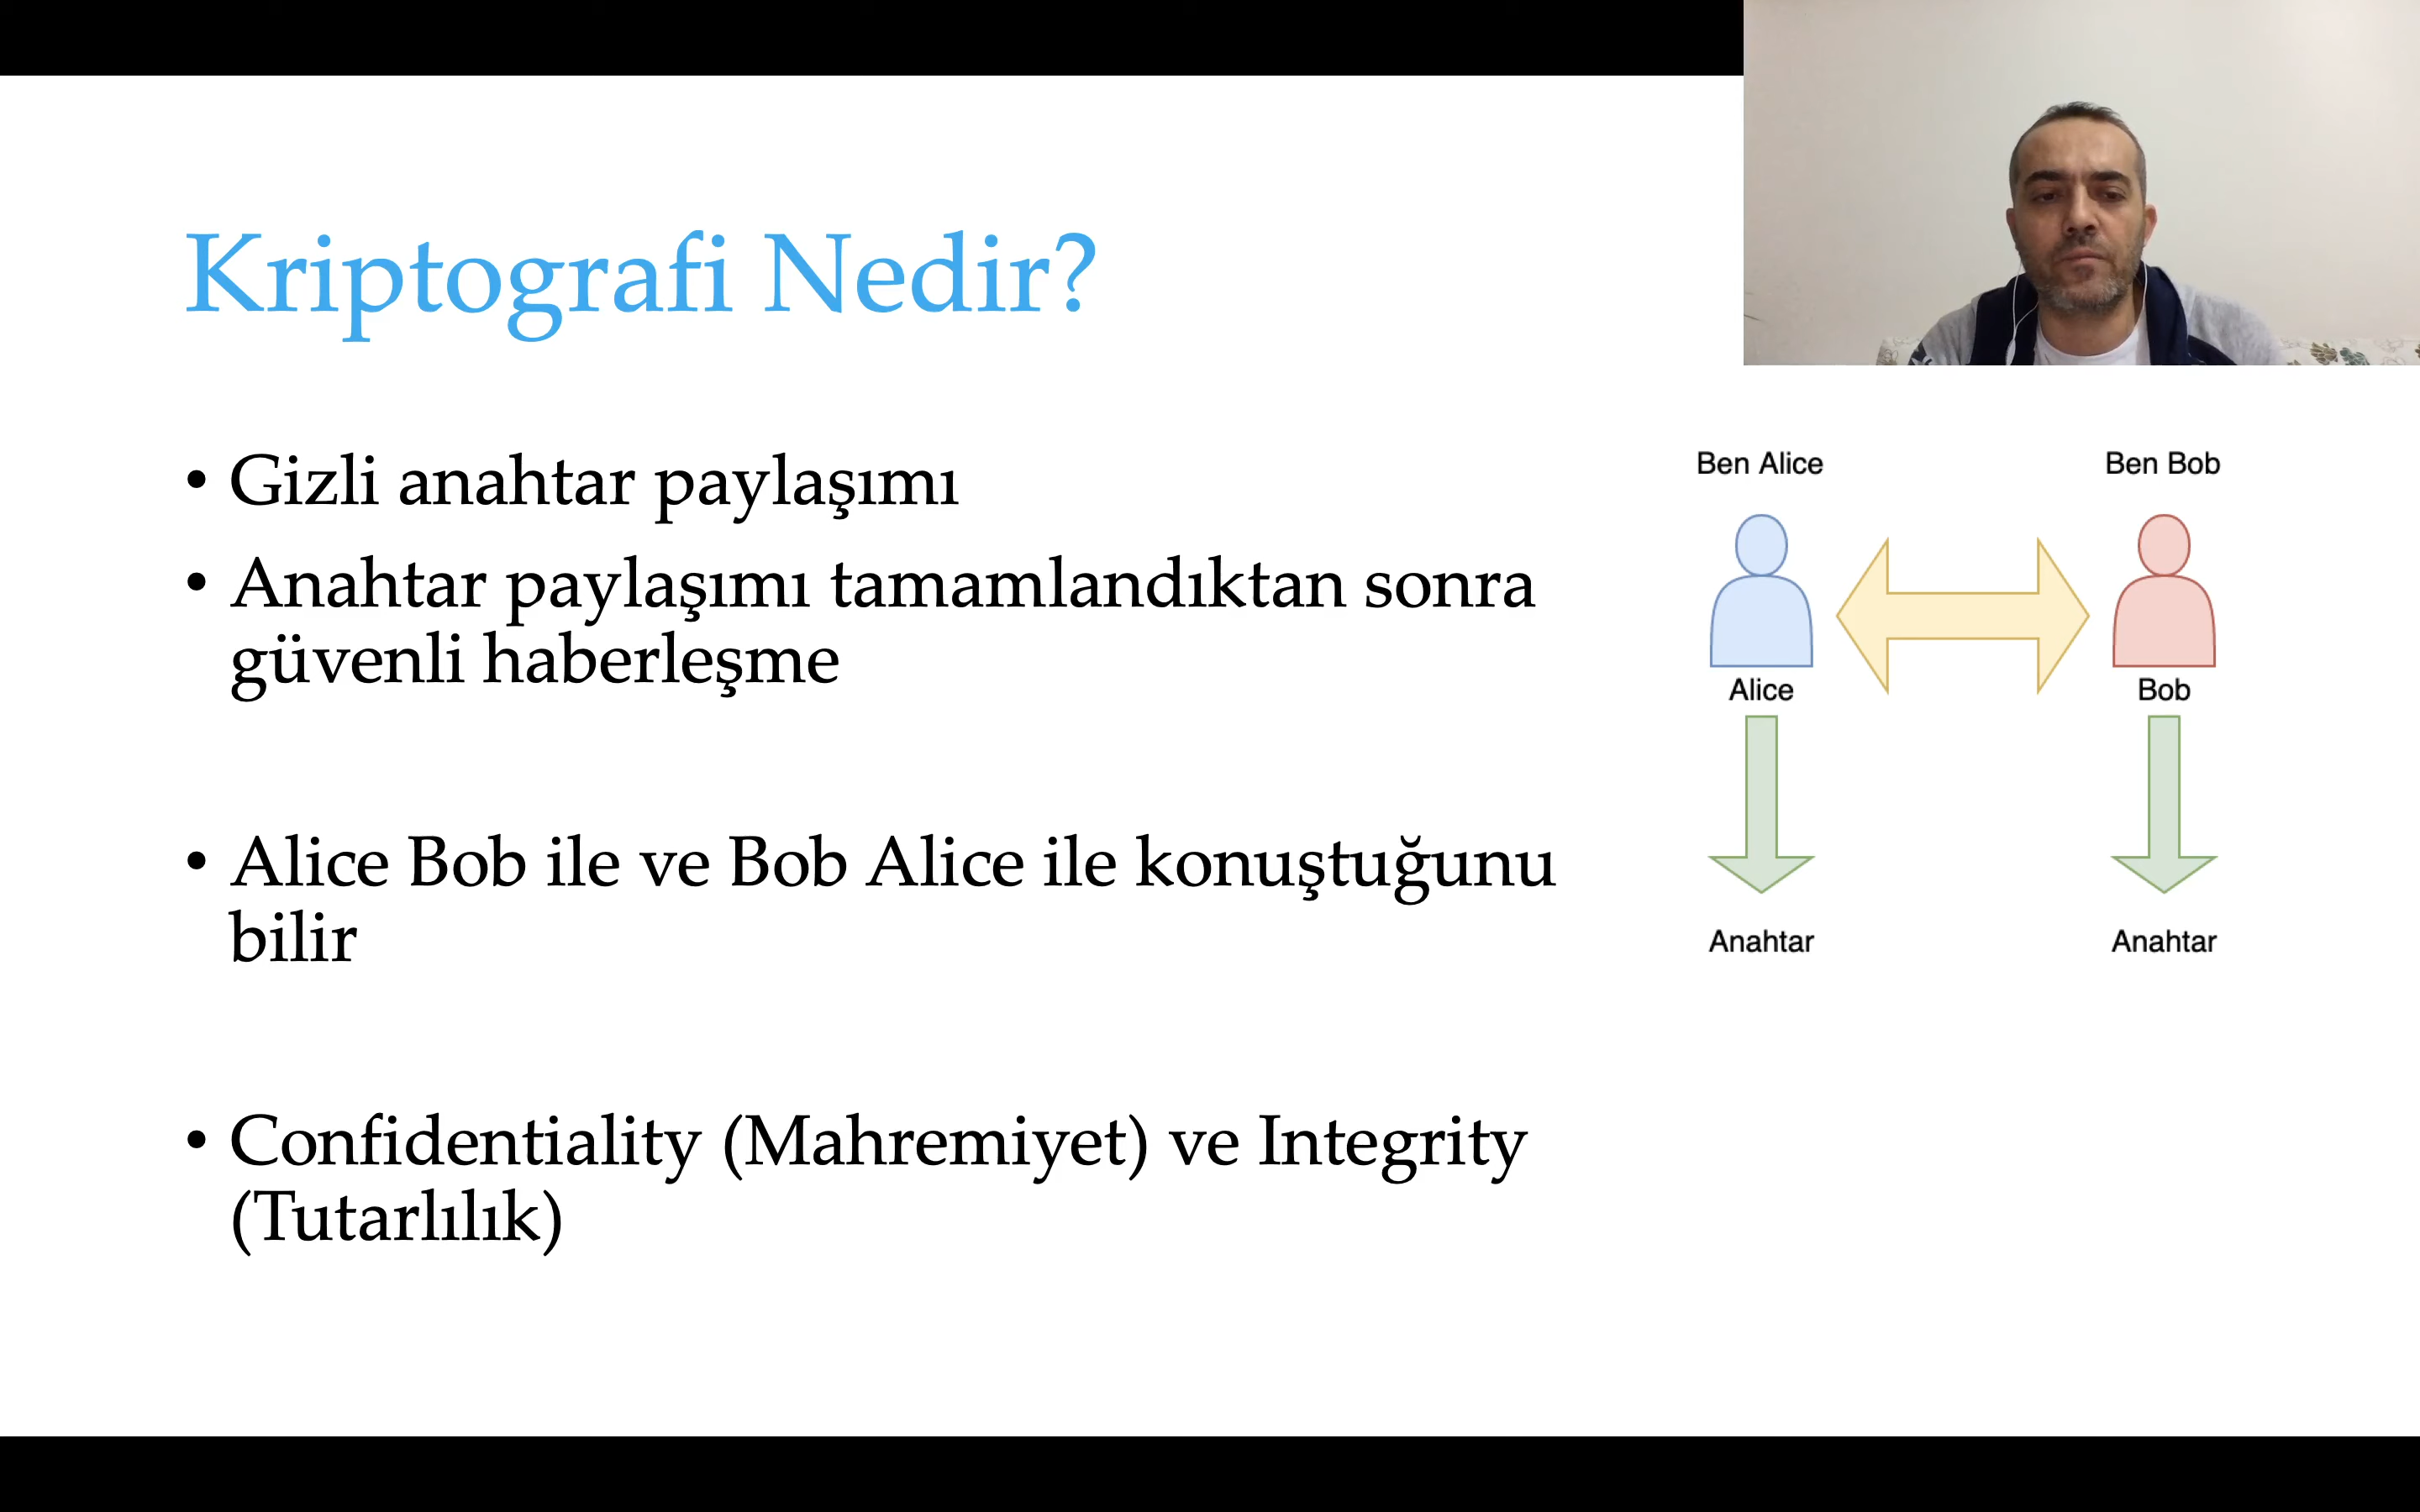 Kriptografi Nedir?
• Gizli anahtar paylaşımı
• Anahtar paylaşımı tamamlandıktan sonra
güvenli haberleşme
• Alice Bob ile ve Bob Alice ile konuştuğunu
bilir
• Confidentiality (Mahremiyet) ve Integrity
(Tutarlılık)
Ben Alice
Ben Bob
Alice
Bob
Anahtar
Anahtar